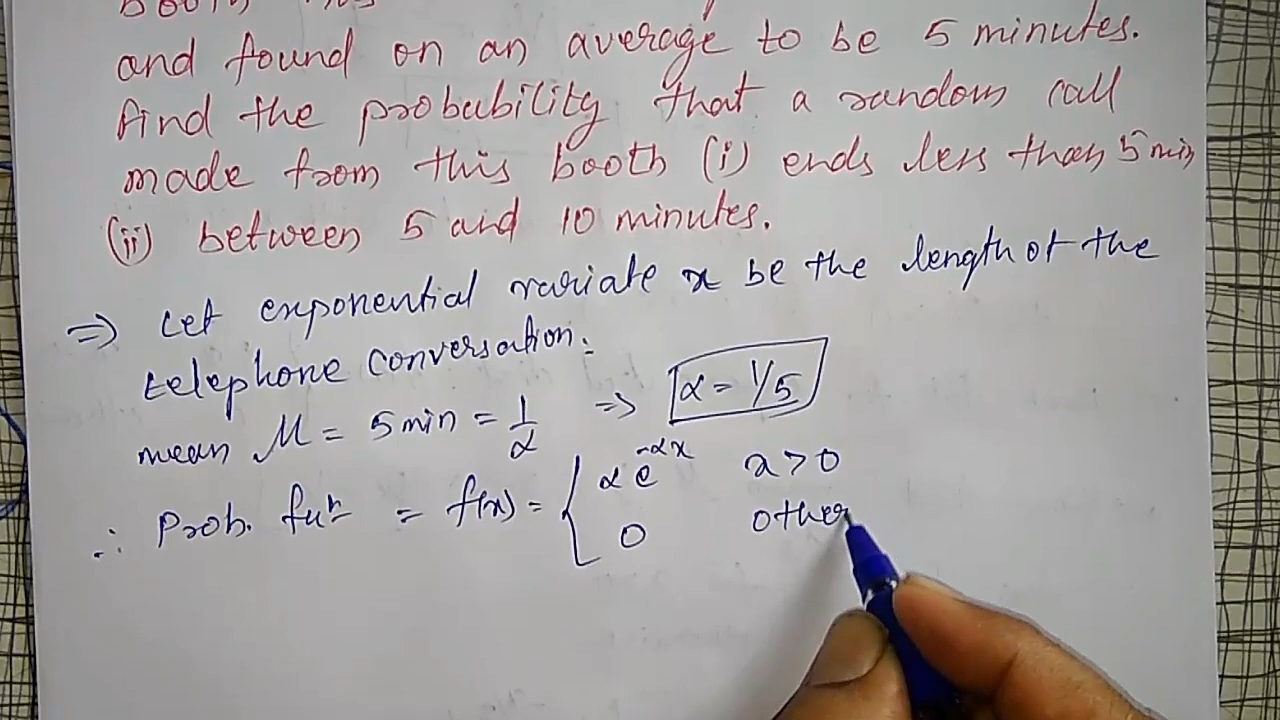 and found on an average to be 5 minutes.
find the probability that a random call
made from this booth (i) ends less than 5 min
(ii) between 5 and 10 minutes.
=> Let exponential variate x be the length of the
telephone conversation.
mean M = 5 min = 1/α => α = 1/5
∴ Prob. fuⁿ = f(x) = { α e^-αx x > 0
0 other